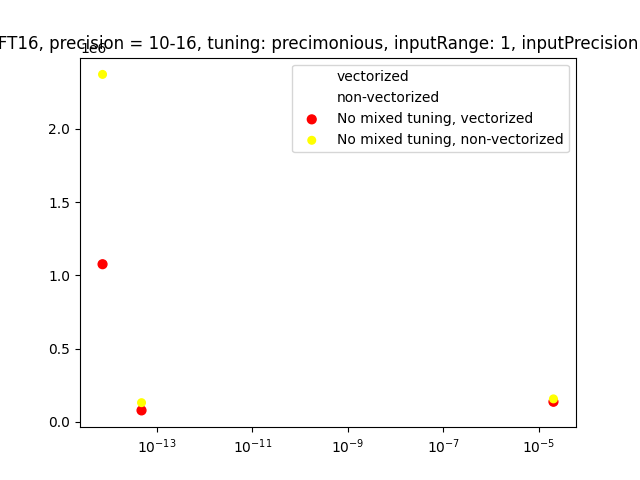 FT16, precision = 10-16, tuning: precimonious, inputRange: 1, inputPrecision
1e6
vectorized
non-vectorized
No mixed tuning, vectorized
No mixed tuning, non-vectorized
2.0
1.5
1.0
0.5
0.0
10⁻¹³ 10⁻¹¹ 10⁻⁹ 10⁻⁷ 10⁻⁵